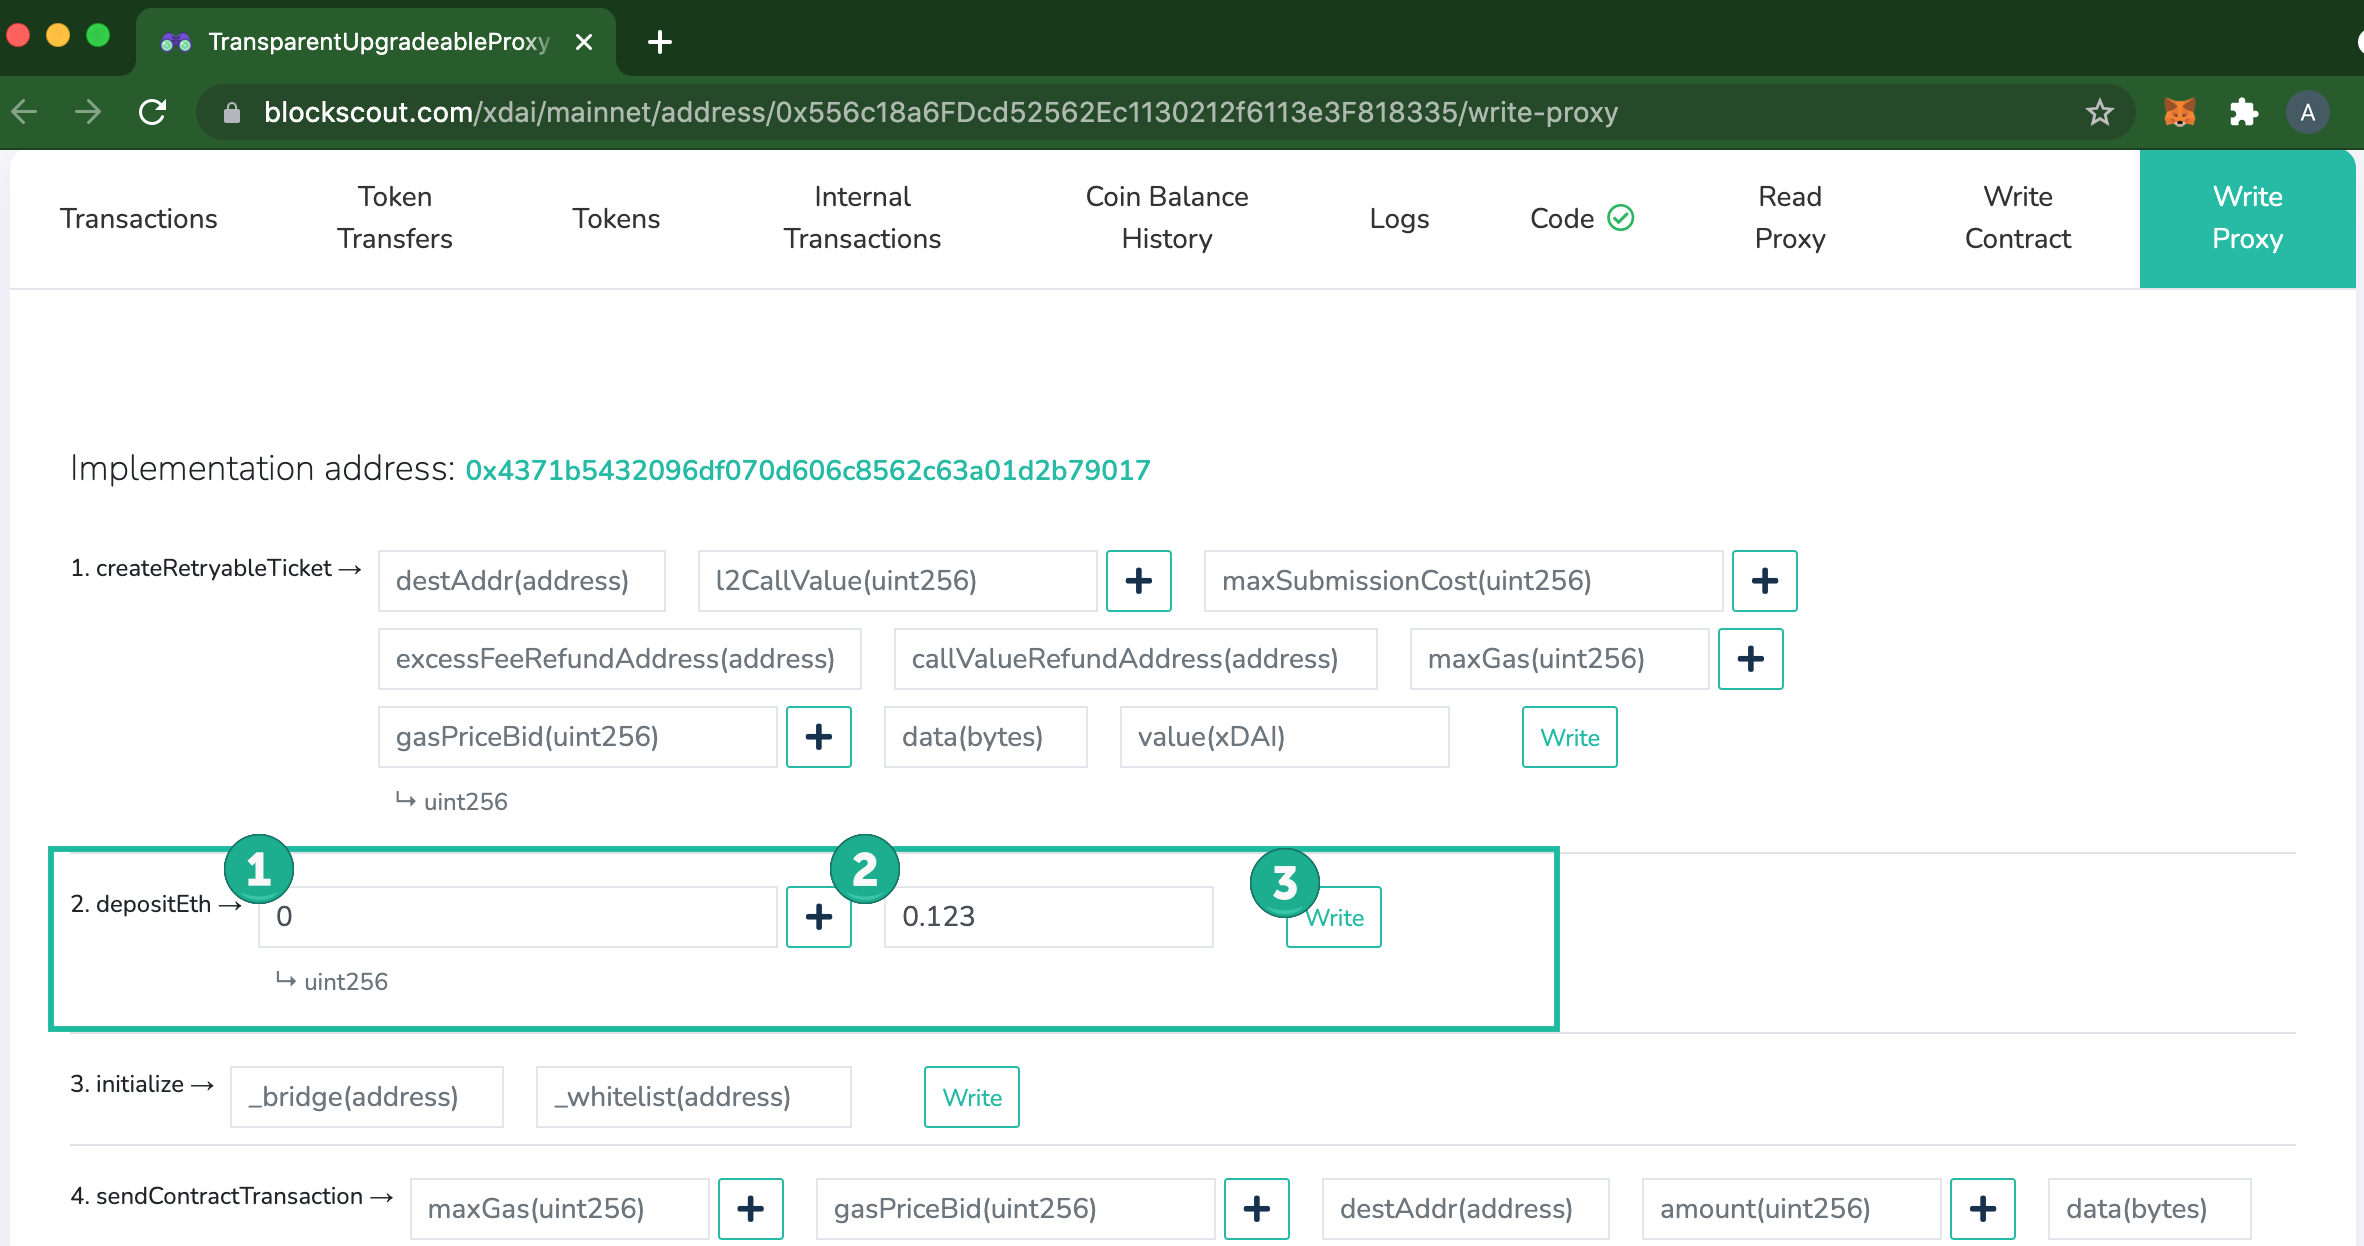 TransparentUpgradeableProxy
blockscout.com/xdai/mainnet/address/0x556c18a6FDcd52562Ec1130212f6113e3F818335/write-proxy
A
Transactions
Token Transfers
Tokens
Internal Transactions
Coin Balance History
Logs
Code
Read Proxy
Write Contract
Write Proxy
Implementation address: 0x4371b5432096df070d606c8562c63a01d2b79017
1. createRetryableTicket → destAddr(address) l2CallValue(uint256) + maxSubmissionCost(uint256) +
excessFeeRefundAddress(address) callValueRefundAddress(address) maxGas(uint256) +
gasPriceBid(uint256) + data(bytes) value(xDAI) Write
↳ uint256
1 2 3
2. depositEth → 0 + 0.123 Write
↳ uint256
3. initialize → _bridge(address) _whitelist(address) Write
4. sendContractTransaction → maxGas(uint256) + gasPriceBid(uint256) + destAddr(address) amount(uint256) + data(bytes)